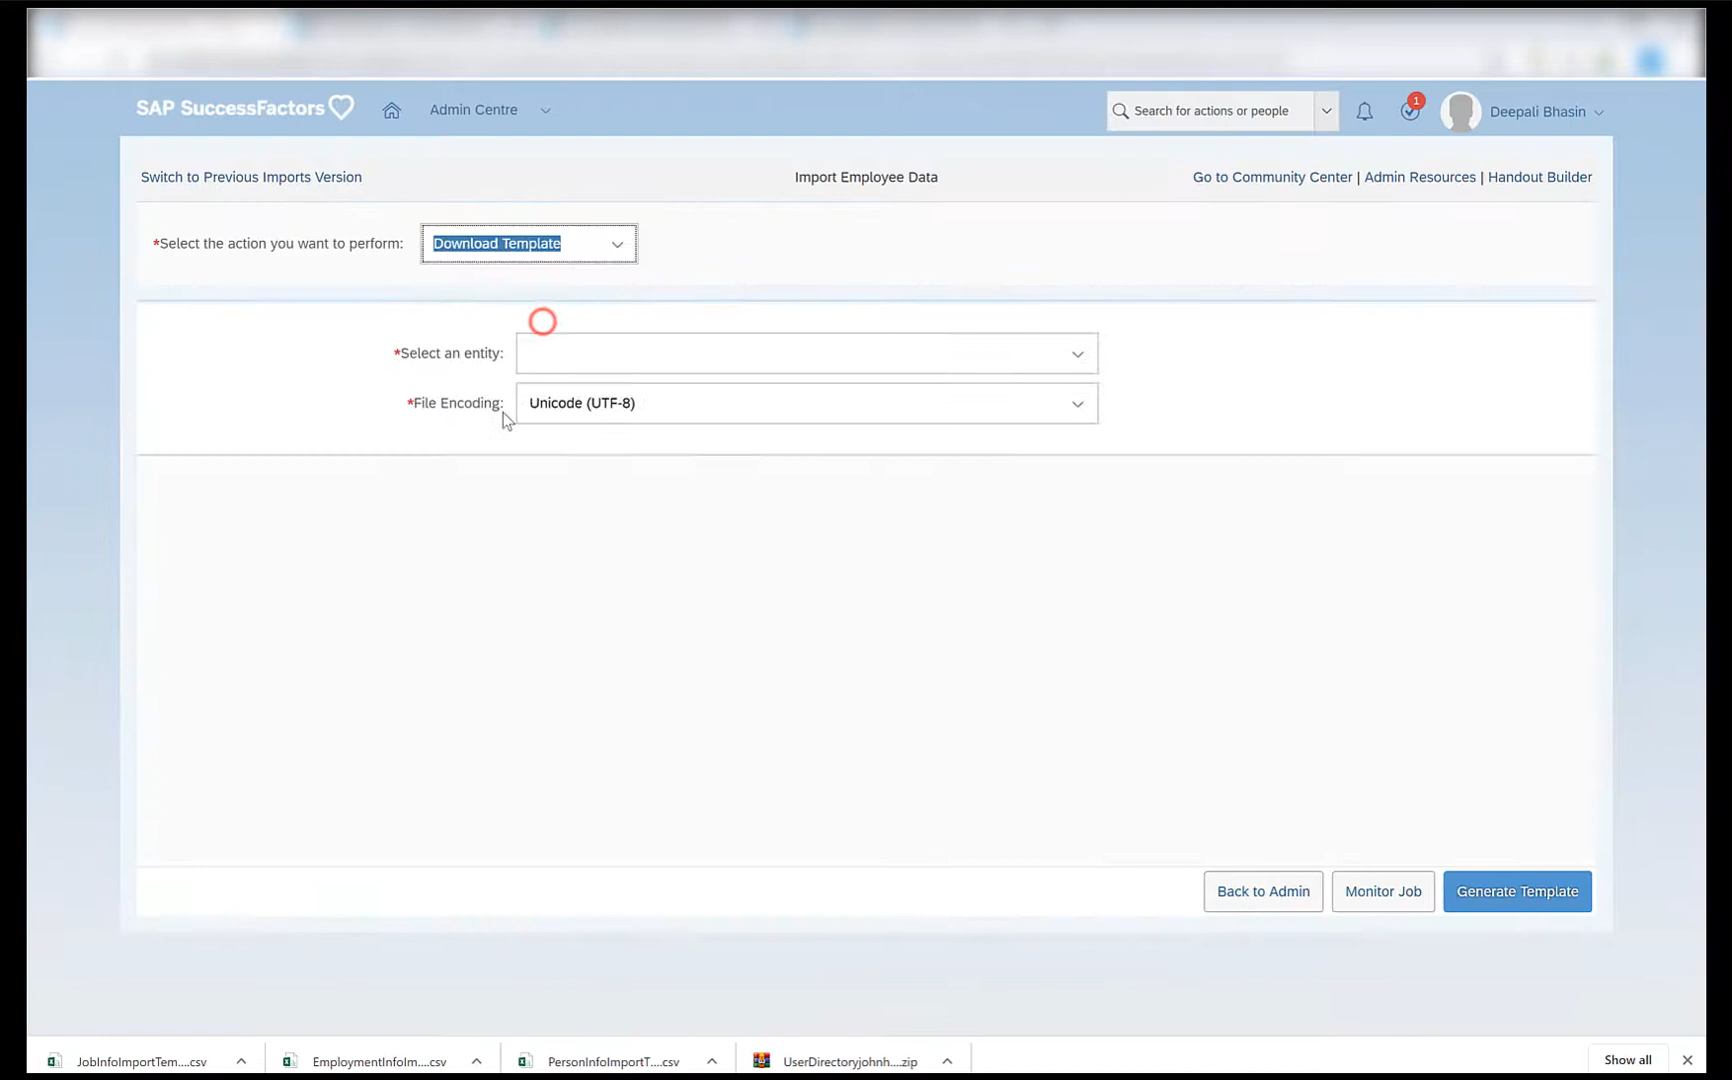 SAP SuccessFactors
Admin Centre
Search for actions or people
1
Deepali Bhasin
Switch to Previous Imports Version
Import Employee Data
Go to Community Center | Admin Resources | Handout Builder
*Select the action you want to perform:
Download Template
*Select an entity:
*File Encoding:
Unicode (UTF-8)
Back to Admin
Monitor Job
Generate Template
JobInfoImportTem....csv
EmploymentInfoIm....csv
PersonInfoImportT....csv
UserDirectoryjohnh....zip
Show all